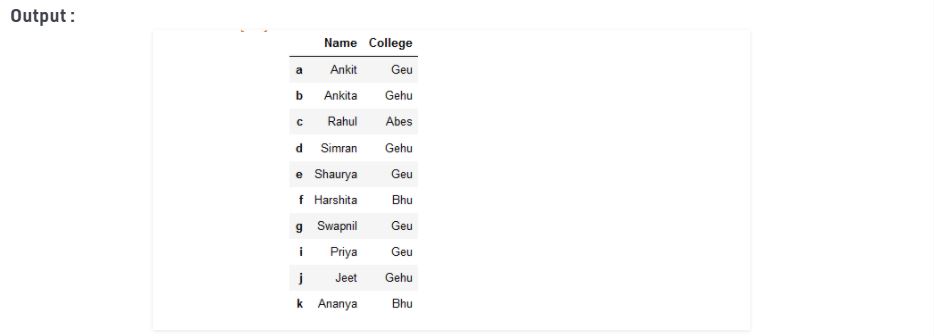 Output :
Name College
a Ankit Geu
b Ankita Gehu
c Rahul Abes
d Simran Gehu
e Shaurya Geu
f Harshita Bhu
g Swapnil Geu
i Priya Geu
j Jeet Gehu
k Ananya Bhu